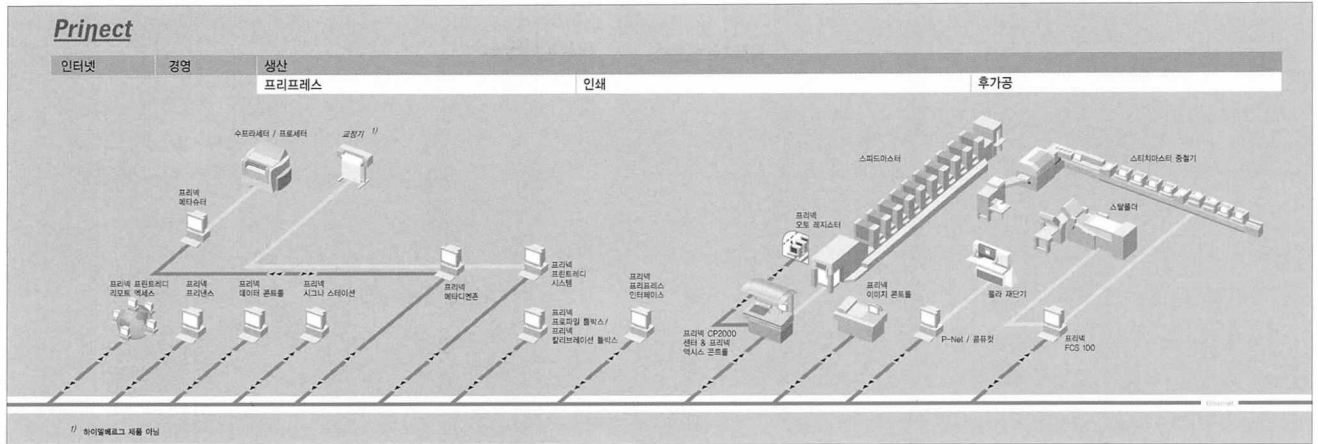 Prinect
인터넷 경영 생산
프리프레스 인쇄 후가공
수프라세터 / 프로세터
교정기 1)
스피드마스터
스티치마스터 중철기
프리넥
메타슈터
스탈폴더
프리넥
오토 레지스터
프리넥 프린트레디
리모트 엑세스
프리넥
프리넨스
프리넥
데이터 콘트롤
프리넥
시그나 스테이션
프리넥
메타디멘죤
프리넥
프린트레디
시스템
프리넥
프리프레스
인터페이스
프리넥
이미지 콘트롤
폴라 재단기
프리넥
프로파일 툴박스/
프리넥
칼리브레이션 툴박스
프리넥 CP2000
센터 & 프리넥
엑시스 콘트롤
P-Net / 콤퓨컷
프리넥
FCS 100
Ethernet
1) 하이델베르그 제품 아님